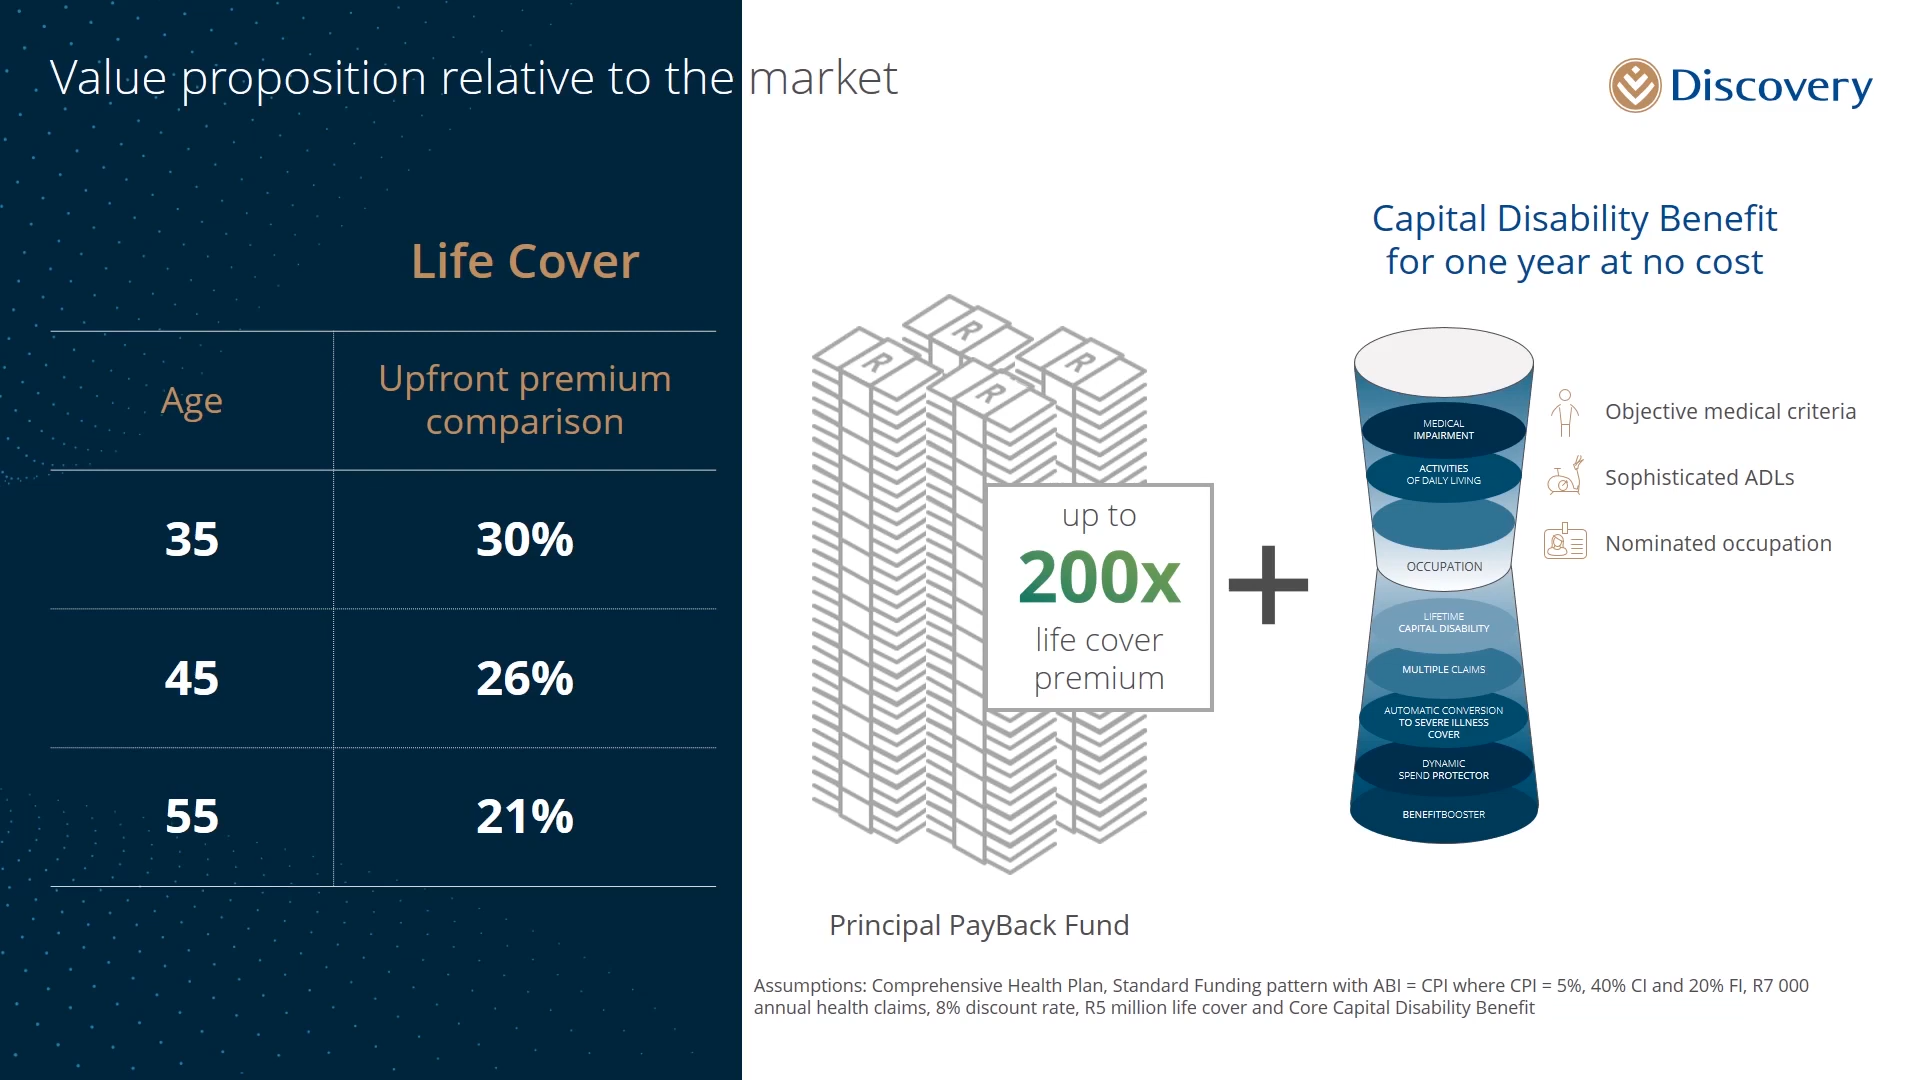 Value proposition relative to the market
Discovery
Life Cover
Age
Upfront premium
comparison
35
30%
45
26%
55
21%
R
R
R
R
up to
200x
life cover
premium
Principal PayBack Fund
+
Capital Disability Benefit
for one year at no cost
MEDICAL
IMPAIRMENT
ACTIVITIES
OF DAILY LIVING
OCCUPATION
LIFETIME
CAPITAL DISABILITY
MULTIPLE CLAIMS
AUTOMATIC CONVERSION
TO SEVERE ILLNESS
COVER
DYNAMIC
SPEND PROTECTOR
BENEFITBOOSTER
Objective medical criteria
Sophisticated ADLs
Nominated occupation
Assumptions: Comprehensive Health Plan, Standard Funding pattern with ABI = CPI where CPI = 5%, 40% CI and 20% FI, R7 000
annual health claims, 8% discount rate, R5 million life cover and Core Capital Disability Benefit